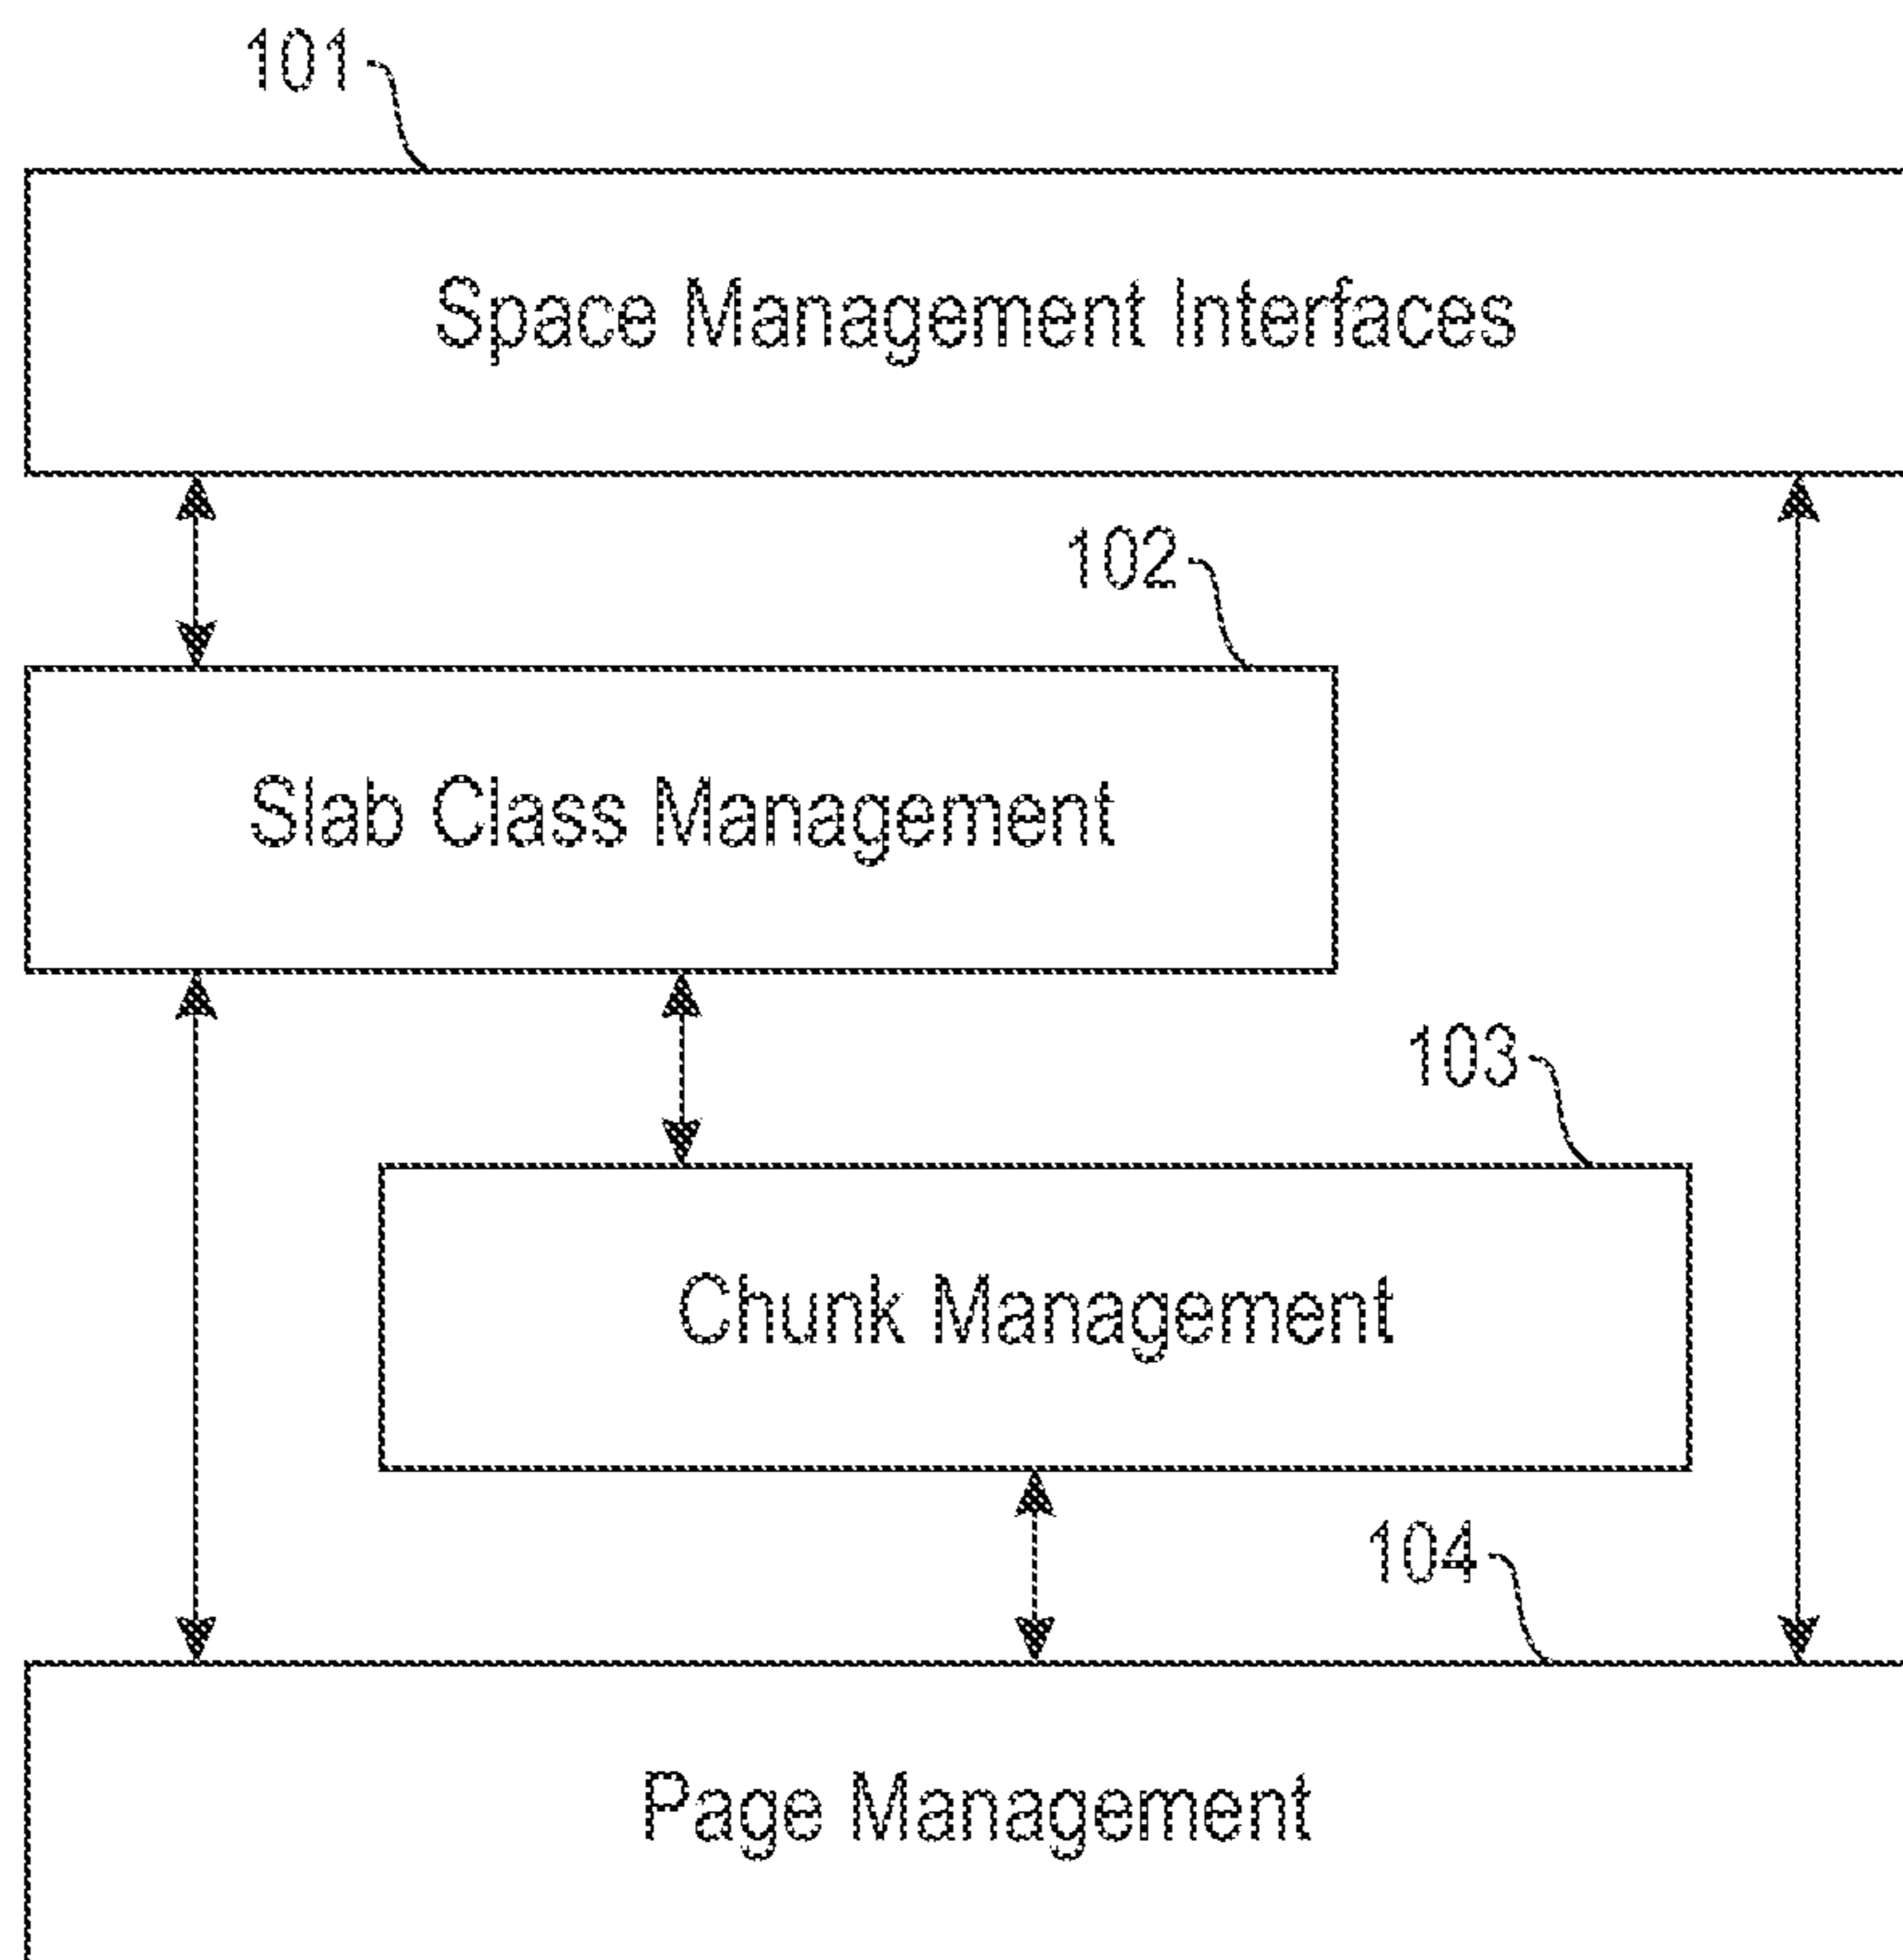 101
Space Management Interfaces
102
Slab Class Management
103
Chunk Management
104
Page Management